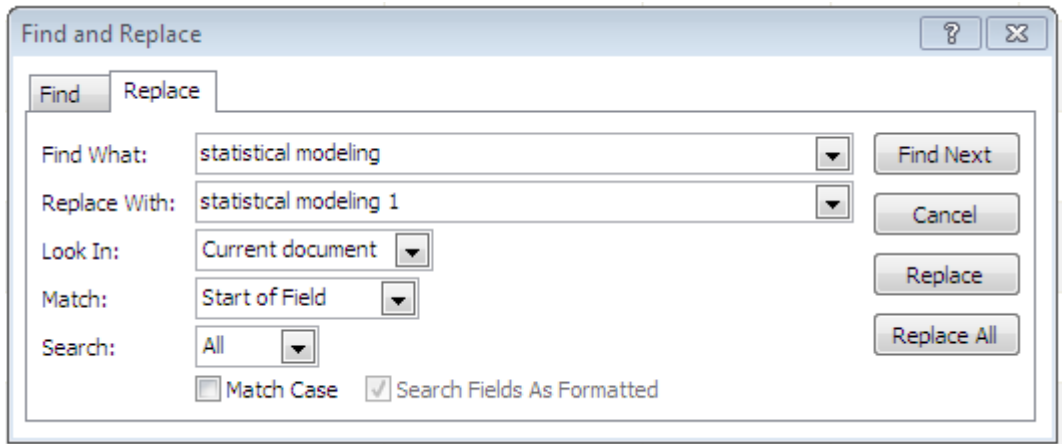 Find and Replace
Find Replace
Find What: statistical modeling Find Next
Replace With: statistical modeling 1 Cancel
Look In: Current document
Replace
Match: Start of Field
Search: All Replace All
Match Case Search Fields As Formatted